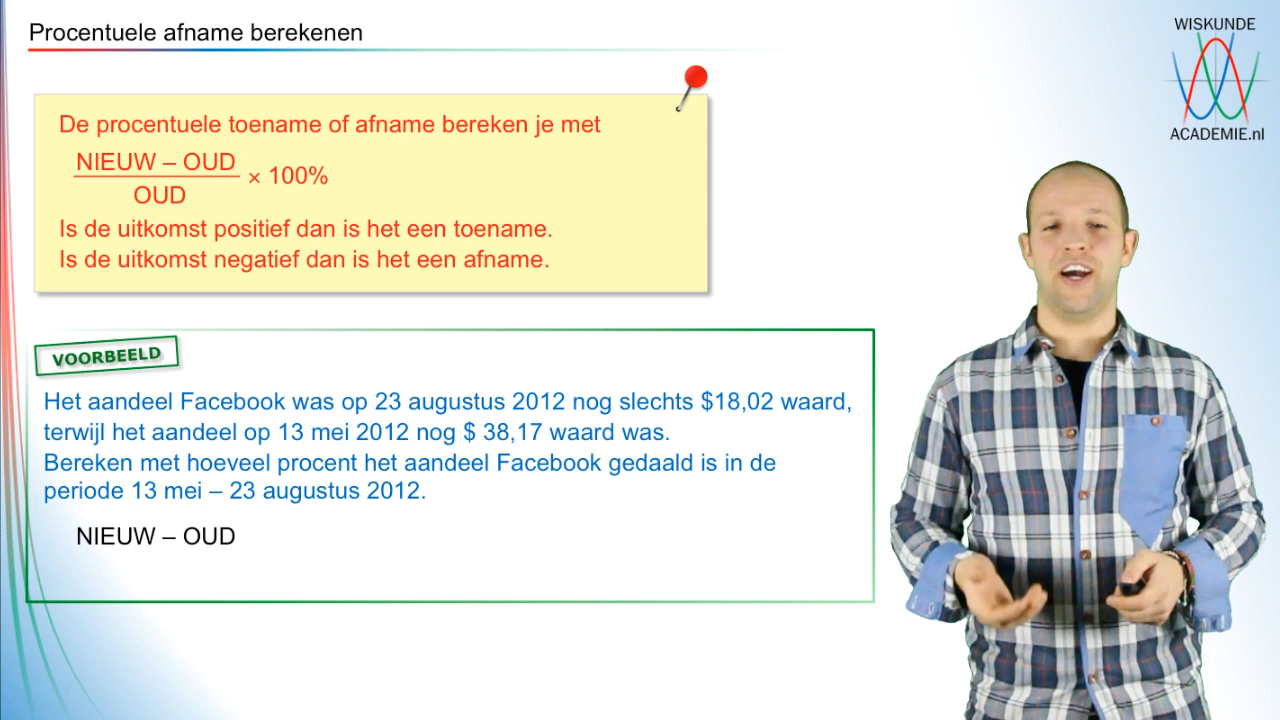 Procentuele afname berekenen
WISKUNDE
ACADEMIE.nl
De procentuele toename of afname bereken je met
NIEUW – OUD
OUD
× 100%
Is de uitkomst positief dan is het een toename.
Is de uitkomst negatief dan is het een afname.
VOORBEELD
Het aandeel Facebook was op 23 augustus 2012 nog slechts $18,02 waard,
terwijl het aandeel op 13 mei 2012 nog $ 38,17 waard was.
Bereken met hoeveel procent het aandeel Facebook gedaald is in de
periode 13 mei – 23 augustus 2012.
NIEUW – OUD